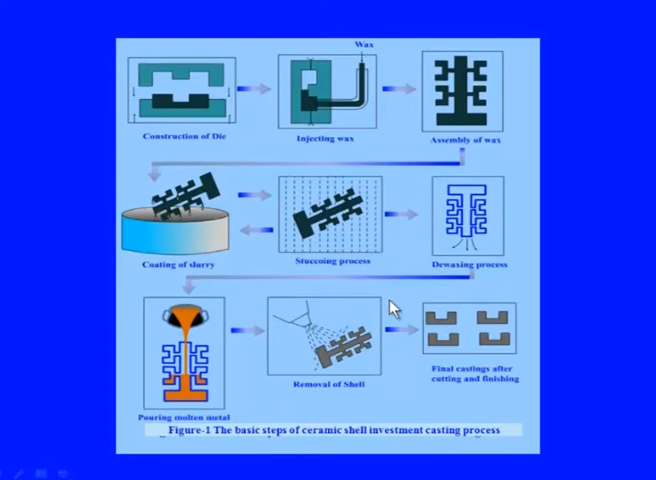 Wax
Construction of Die
Injecting wax
Assembly of wax
Coating of slurry
Stuccoing process
Dewaxing process
Pouring molten metal
Removal of Shell
Final castings after
cutting and finishing
Figure-1 The basic steps of ceramic shell investment casting process